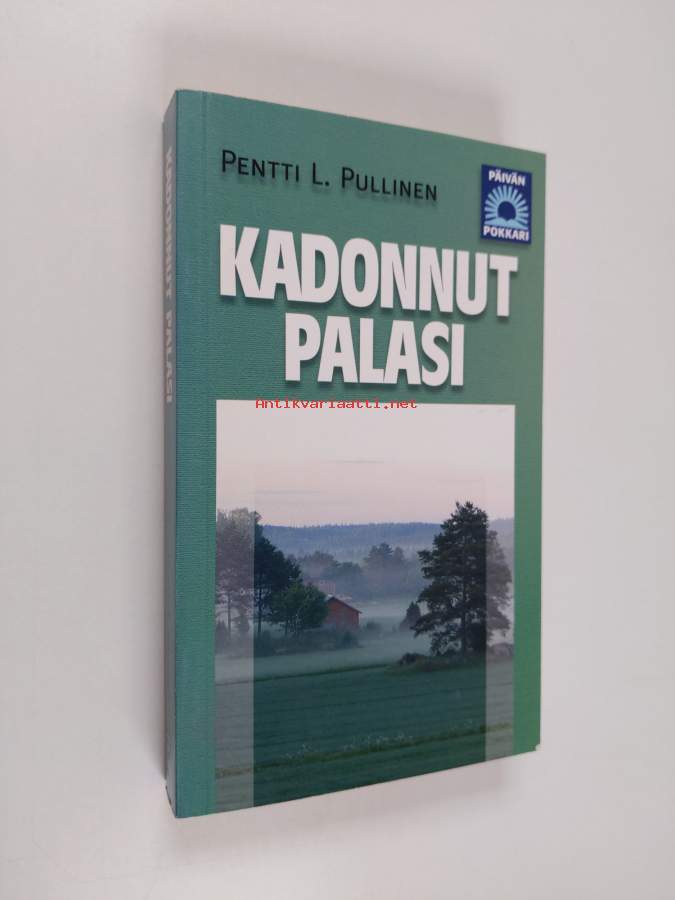 PENTTI L. PULLINEN
PÄIVÄN
POKKARI
KADONNUT
PALASI
Antikvariaatti.net
KADONNUT PALASI